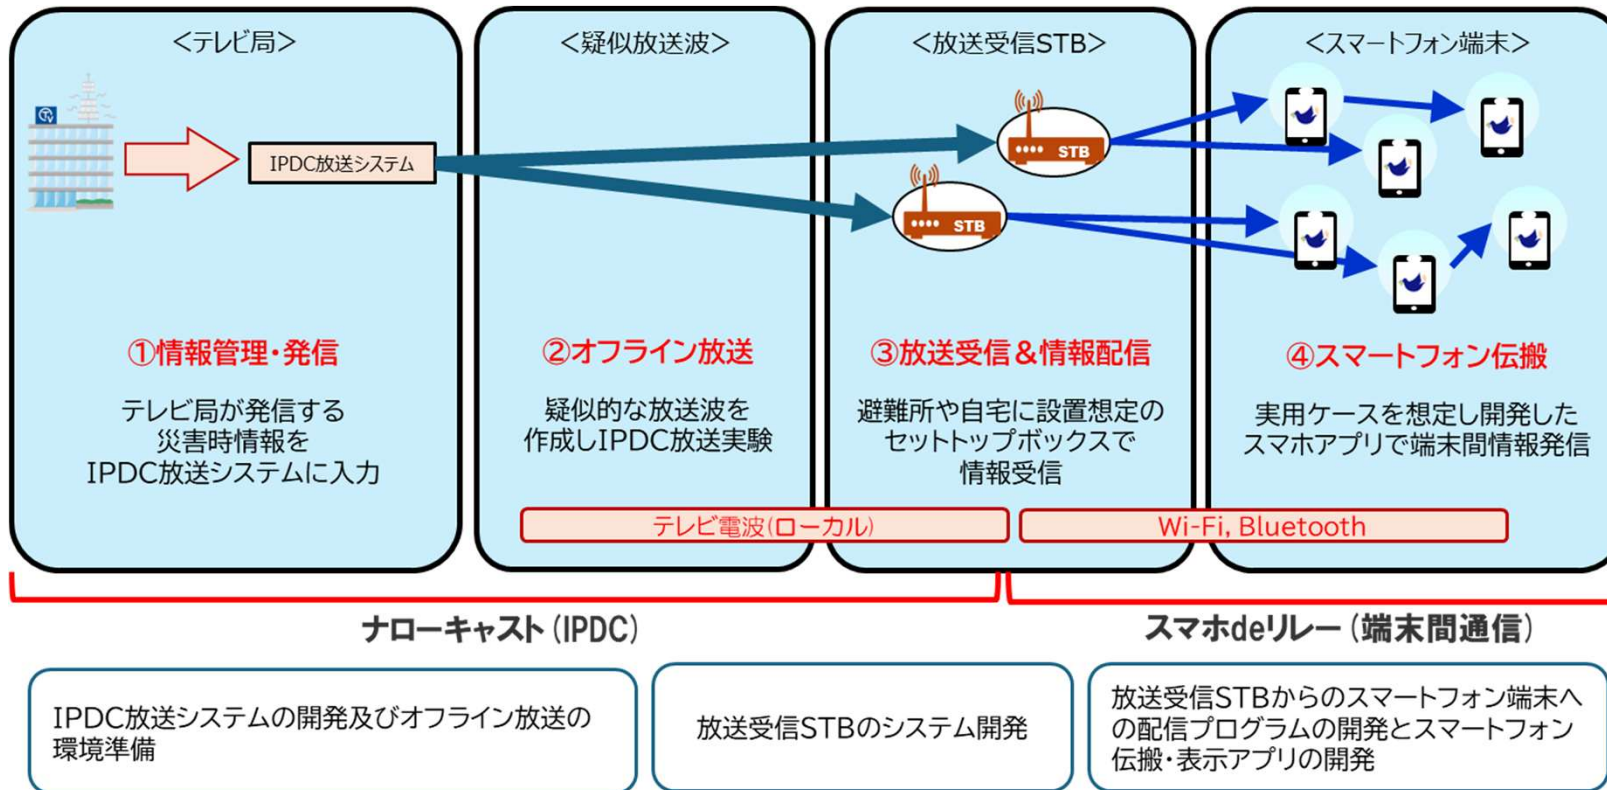 <テレビ局>
<疑似放送波>
<放送受信STB>
<スマートフォン端末>
IPDC放送システム
STB
STB
①情報管理・発信
テレビ局が発信する
災害時情報を
IPDC放送システムに入力
②オフライン放送
疑似的な放送波を
作成しIPDC放送実験
③放送受信&情報配信
避難所や自宅に設置想定の
セットトップボックスで
情報受信
④スマートフォン伝搬
実用ケースを想定し開発した
スマホアプリで端末間情報発信
テレビ電波(ローカル)
Wi-Fi, Bluetooth
ナローキャスト(IPDC)
スマホdeリレー(端末間通信)
IPDC放送システムの開発及びオフライン放送の
環境準備
放送受信STBのシステム開発
放送受信STBからのスマートフォン端末へ
の配信プログラムの開発とスマートフォン
伝搬・表示アプリの開発